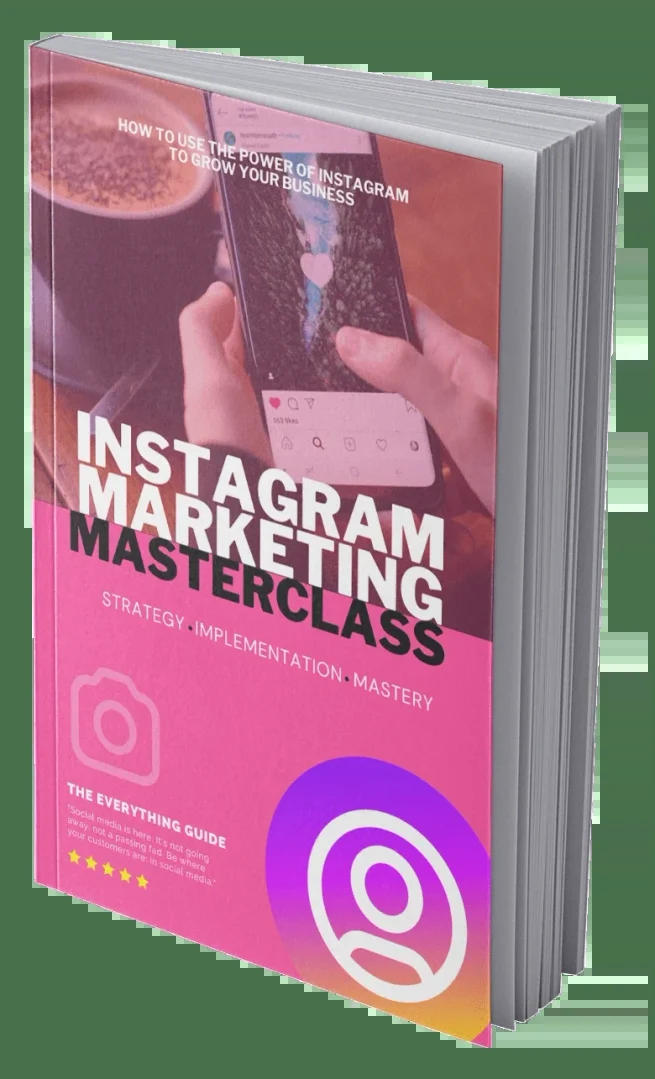 HOW TO USE THE POWER OF INSTAGRAM
TO GROW YOUR BUSINESS
INSTAGRAM
MARKETING
MASTERCLASS
STRATEGY • IMPLEMENTATION • MASTERY
THE EVERYTHING GUIDE
"Social media is here. It's not going
away; not a passing fad. Be where
your customers are: in social media."